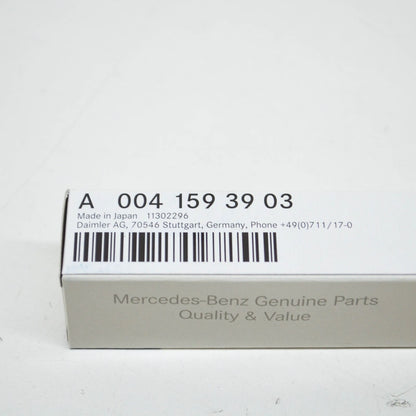 A 004 159 39 03
Made in Japan 11302296
Daimler AG, 70546 Stuttgart, Germany, Phone +49(0)711/17-0
Mercedes-Benz Genuine Parts
Quality & Value